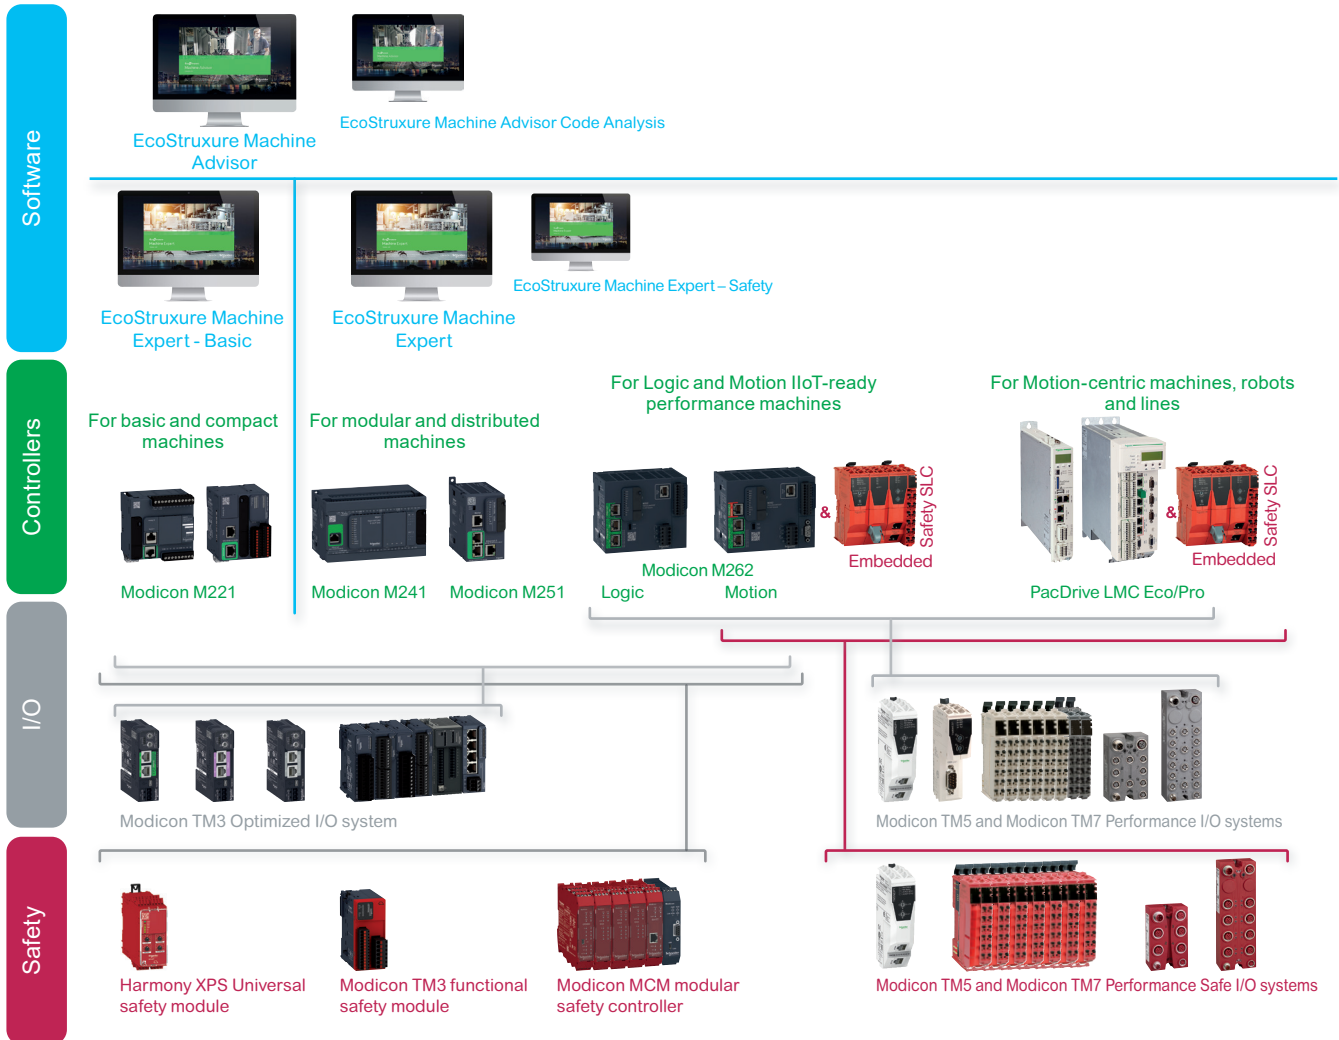 Software
EcoStruxure Machine
Advisor
EcoStruxure Machine Advisor Code Analysis
EcoStruxure Machine
Expert - Basic
EcoStruxure Machine
Expert
EcoStruxure Machine Expert – Safety
Controllers
For basic and compact
machines
For modular and distributed
machines
For Logic and Motion IIoT-ready
performance machines
For Motion-centric machines, robots
and lines
&
Safety SLC
Embedded
&
Safety SLC
Embedded
Modicon M221
Modicon M241
Modicon M251
Modicon M262
Logic
Motion
PacDrive LMC Eco/Pro
I/O
Modicon TM3 Optimized I/O system
Modicon TM5 and Modicon TM7 Performance I/O systems
Safety
Harmony XPS Universal
safety module
Modicon TM3 functional
safety module
Modicon MCM modular
safety controller
Modicon TM5 and Modicon TM7 Performance Safe I/O systems